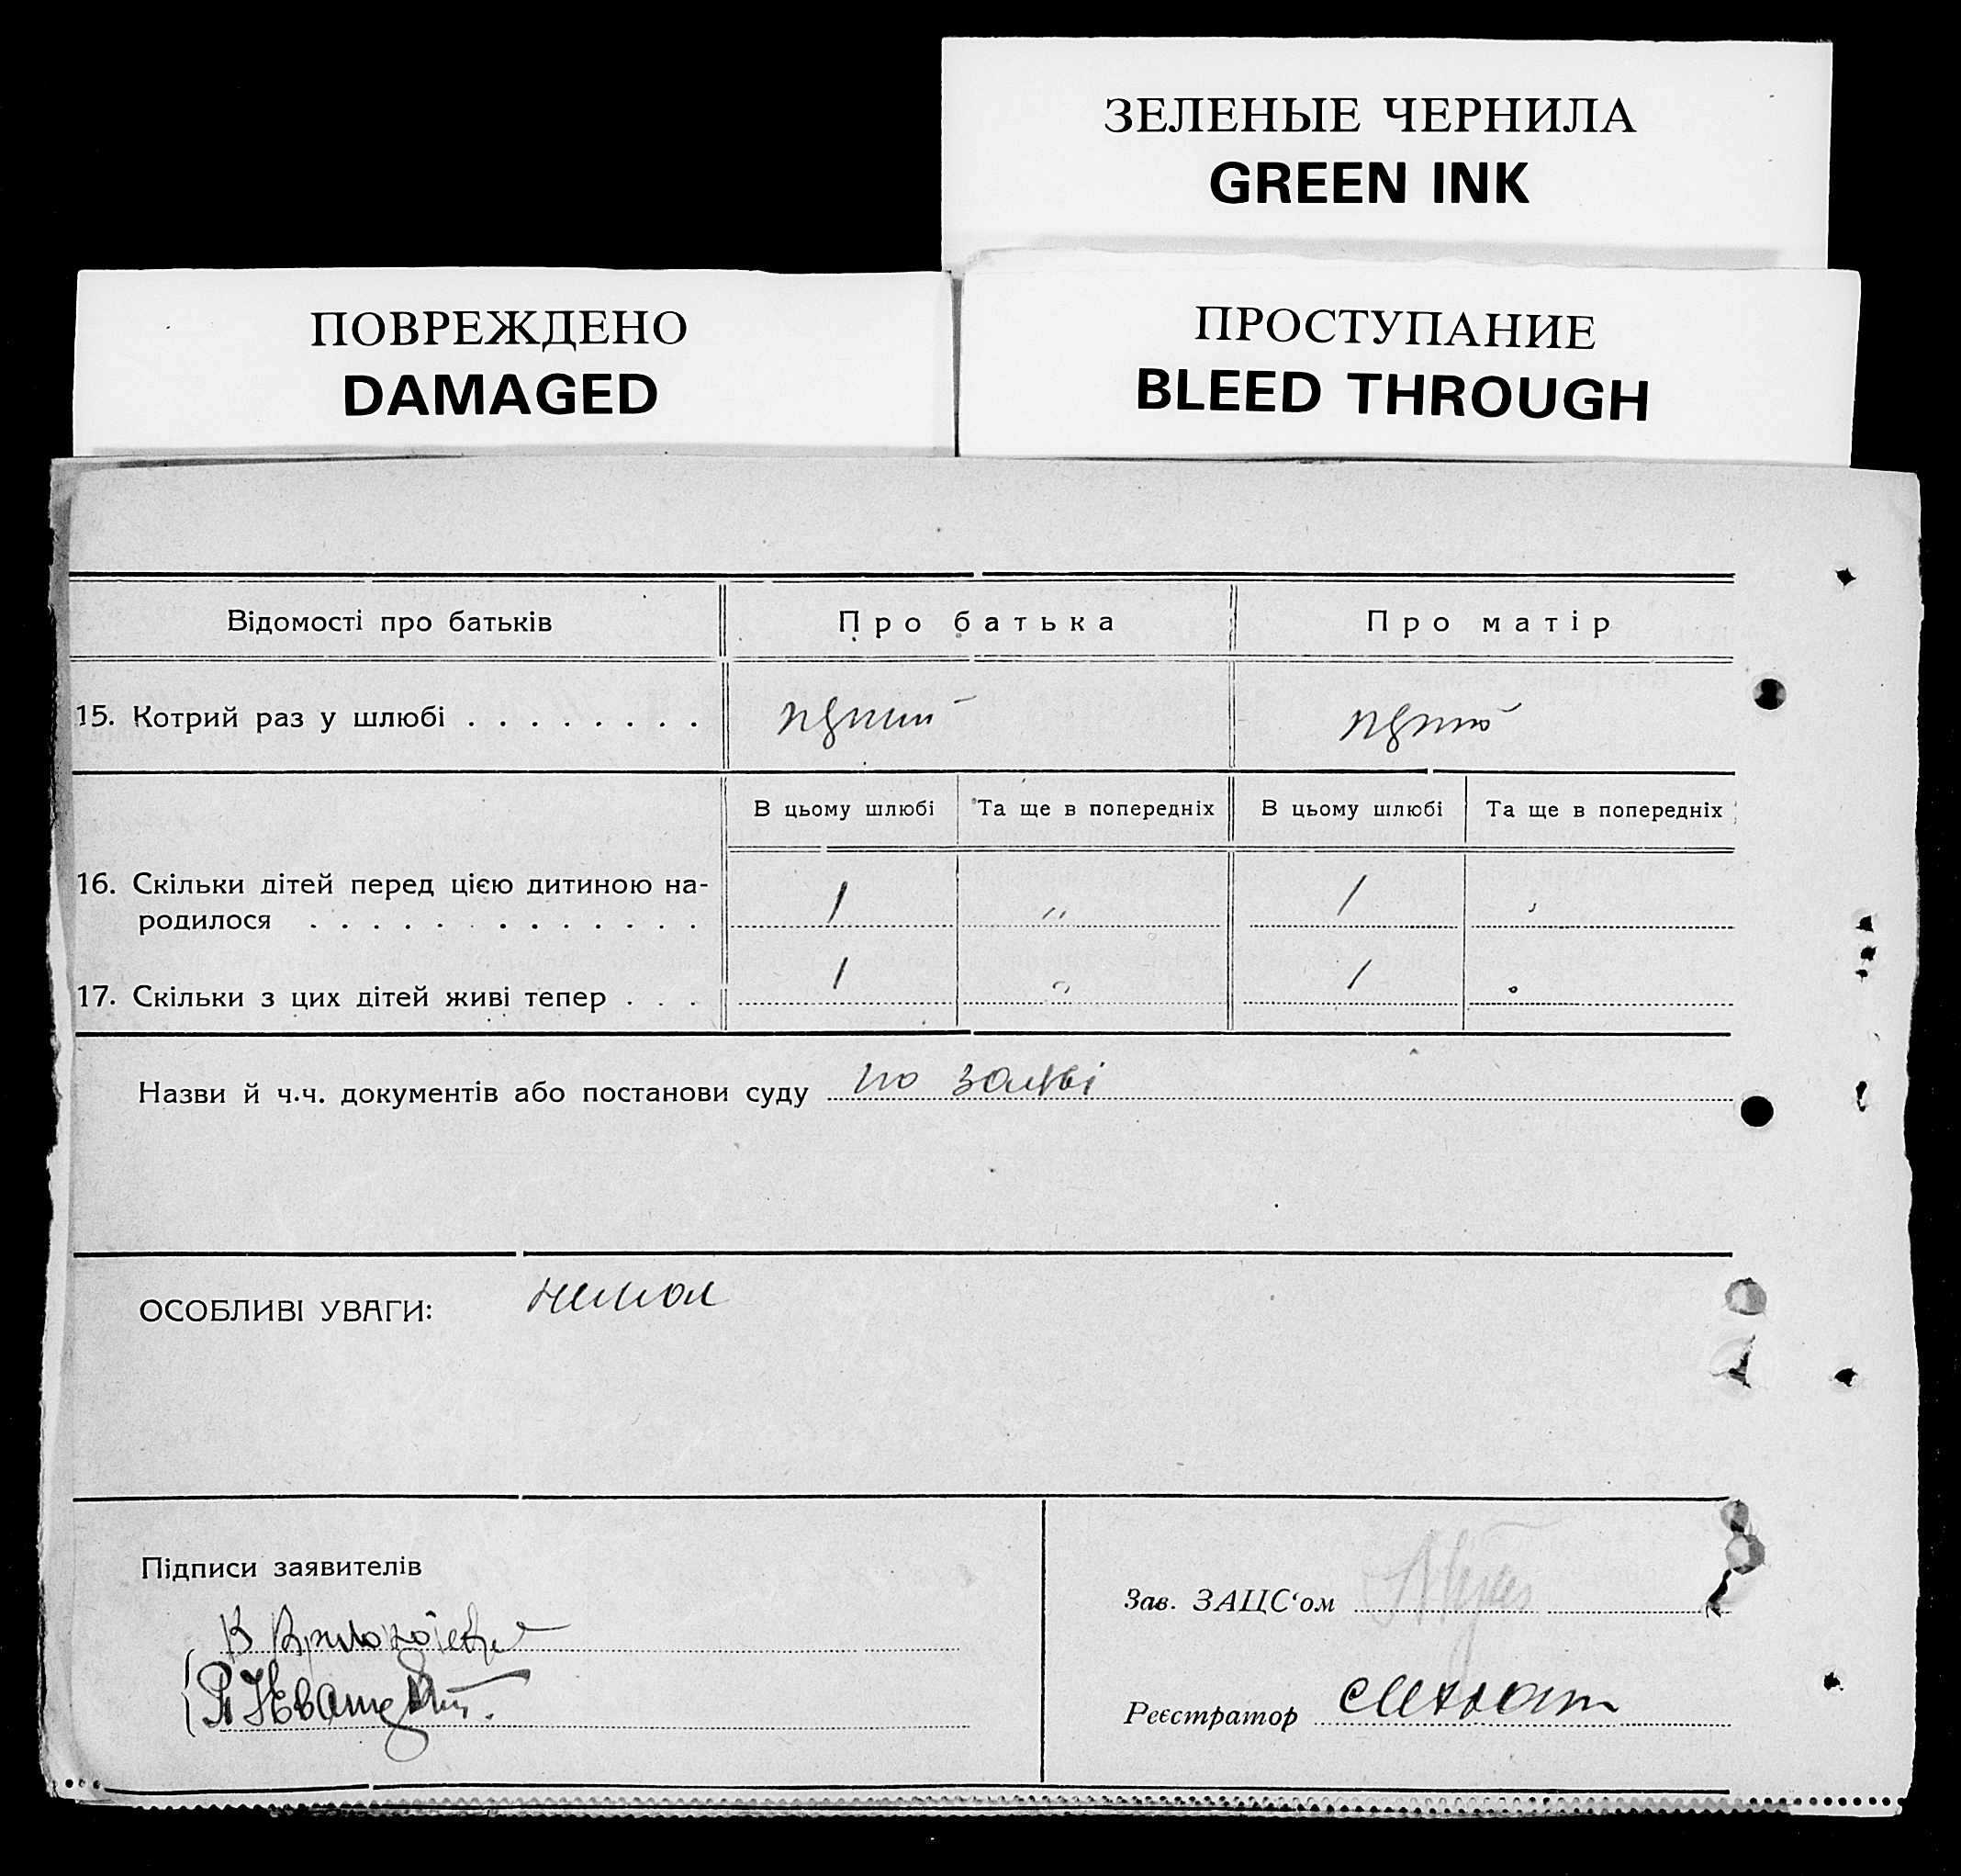 ЗЕЛЕНЫЕ ЧЕРНИЛА
GREEN INK
ПОВРЕЖДЕНО
DAMAGED
ПРОСТУПАНИЕ
BLEED THROUGH
Відомості про батьків Про батька Про матір
15. Котрий раз у шлюбі . . . . . . . .
В цьому шлюбі Та ще в попередніх В цьому шлюбі Та ще в попередніх
16. Скільки дітей перед цією дитиною на-
родилося . . . . . . . . . . . . . 1 „ 1
17. Скільки з цих дітей живі тепер . . . 1 1
Назви й ч.ч. документів або постанови суду по заяві
ОСОБЛИВІ УВАГИ: немає
Підписи заявителів
Зав. ЗАЦС‘ом
Реєстратор